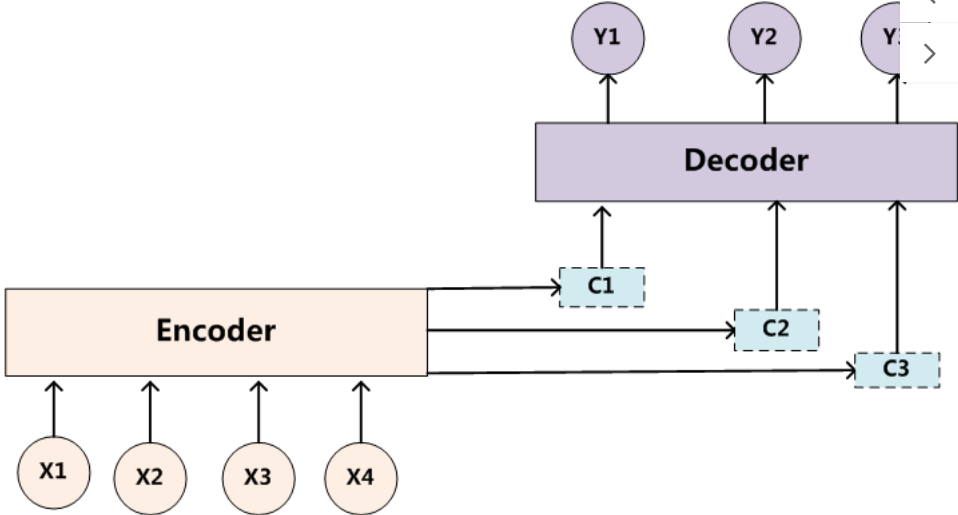 Y1
Y2
Decoder
C1
Encoder
C2
C3
X1
X2
X3
X4